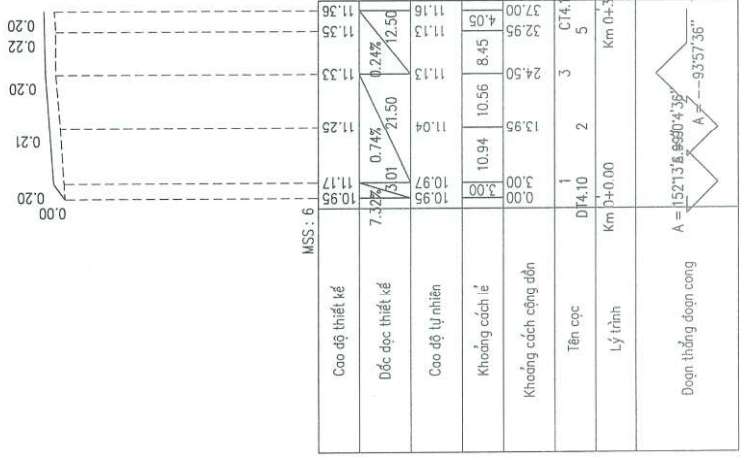 0.00 0.20 0.21 0.20 0.22 0.20
MSS : 6
Cao độ thiết kế 10.95 11.17 11.25 11.33 11.35 11.36
Dốc dọc thiết kế 7.32% 3.01 0.74% 21.50 0.24% 12.50
Cao độ tự nhiên 10.95 10.97 11.04 11.13 11.13 11.16
Khoảng cách lẻ 3.00 10.94 10.56 8.45 4.05
Khoảng cách cộng dồn 0.00 3.00 13.95 24.50 32.95 37.00
Tên cọc DT4.10 1 2 3 5 CT4.
Lý trình Km 0+0.00 Km 0+3
Đoạn thẳng đoạn cong A = 152°13' 0°4'36" A = --93°57'36"